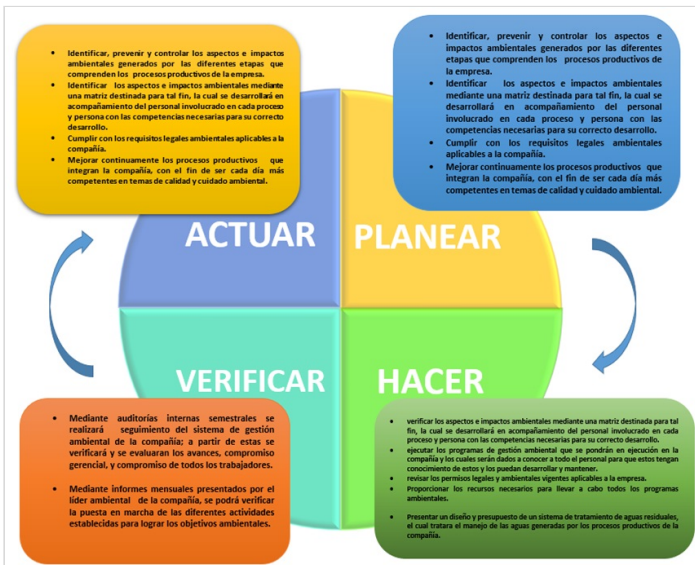 • Identificar, prevenir y controlar los aspectos e impactos
ambientales generados por las diferentes etapas que
comprenden los procesos productivos de la empresa.
• Identificar los aspectos e impactos ambientales mediante
una matriz destinada para tal fin, la cual se desarrollará en
acompañamiento del personal involucrado en cada proceso
y persona con las competencias necesarias para su correcto
desarrollo.
• Cumplir con los requisitos legales ambientales aplicables a la
compañía.
• Mejorar continuamente los procesos productivos que
integran la compañía, con el fin de ser cada día más
competentes en temas de calidad y cuidado ambiental.
• Identificar, prevenir y controlar los aspectos e
impactos ambientales generados por las diferentes
etapas que comprenden los procesos productivos de
la empresa.
• Identificar los aspectos e impactos ambientales
mediante una matriz destinada para tal fin, la cual se
desarrollará en acompañamiento del personal
involucrado en cada proceso y persona con las
competencias necesarias para su correcto desarrollo.
• Cumplir con los requisitos legales ambientales
aplicables a la compañía.
• Mejorar continuamente los procesos productivos que
integran la compañía, con el fin de ser cada día más
competentes en temas de calidad y cuidado ambiental.
ACTUAR
PLANEAR
VERIFICAR
HACER
• Mediante auditorías internas semestrales se
realizará seguimiento del sistema de gestión
ambiental de la compañía; a partir de estas se
verificará y se evaluaran los avances, compromiso
gerencial, y compromiso de todos los trabajadores.
• Mediante informes mensuales presentados por el
líder ambiental de la compañía, se podrá verificar
la puesta en marcha de las diferentes actividades
establecidas para lograr los objetivos ambientales.
• verificar los aspectos e impactos ambientales mediante una matriz destinada para tal
fin, la cual se desarrollará en acompañamiento del personal involucrado en cada
proceso y persona con las competencias necesarias para su correcto desarrollo.
• ejecutar los programas de gestión ambiental que se pondrán en ejecución en la
compañía y los cuales serán dados a conocer a todo el personal para que estos tengan
conocimiento de estos y los puedan desarrollar y mantener.
• revisar los permisos legales y ambientales vigentes aplicables a la empresa.
• Proporcionar los recursos necesarios para llevar a cabo todos los programas
ambientales.
• Presentar un diseño y presupuesto de un sistema de tratamiento de aguas residuales,
el cual tratara el manejo de las aguas generadas por los procesos productivos de la
compañía.